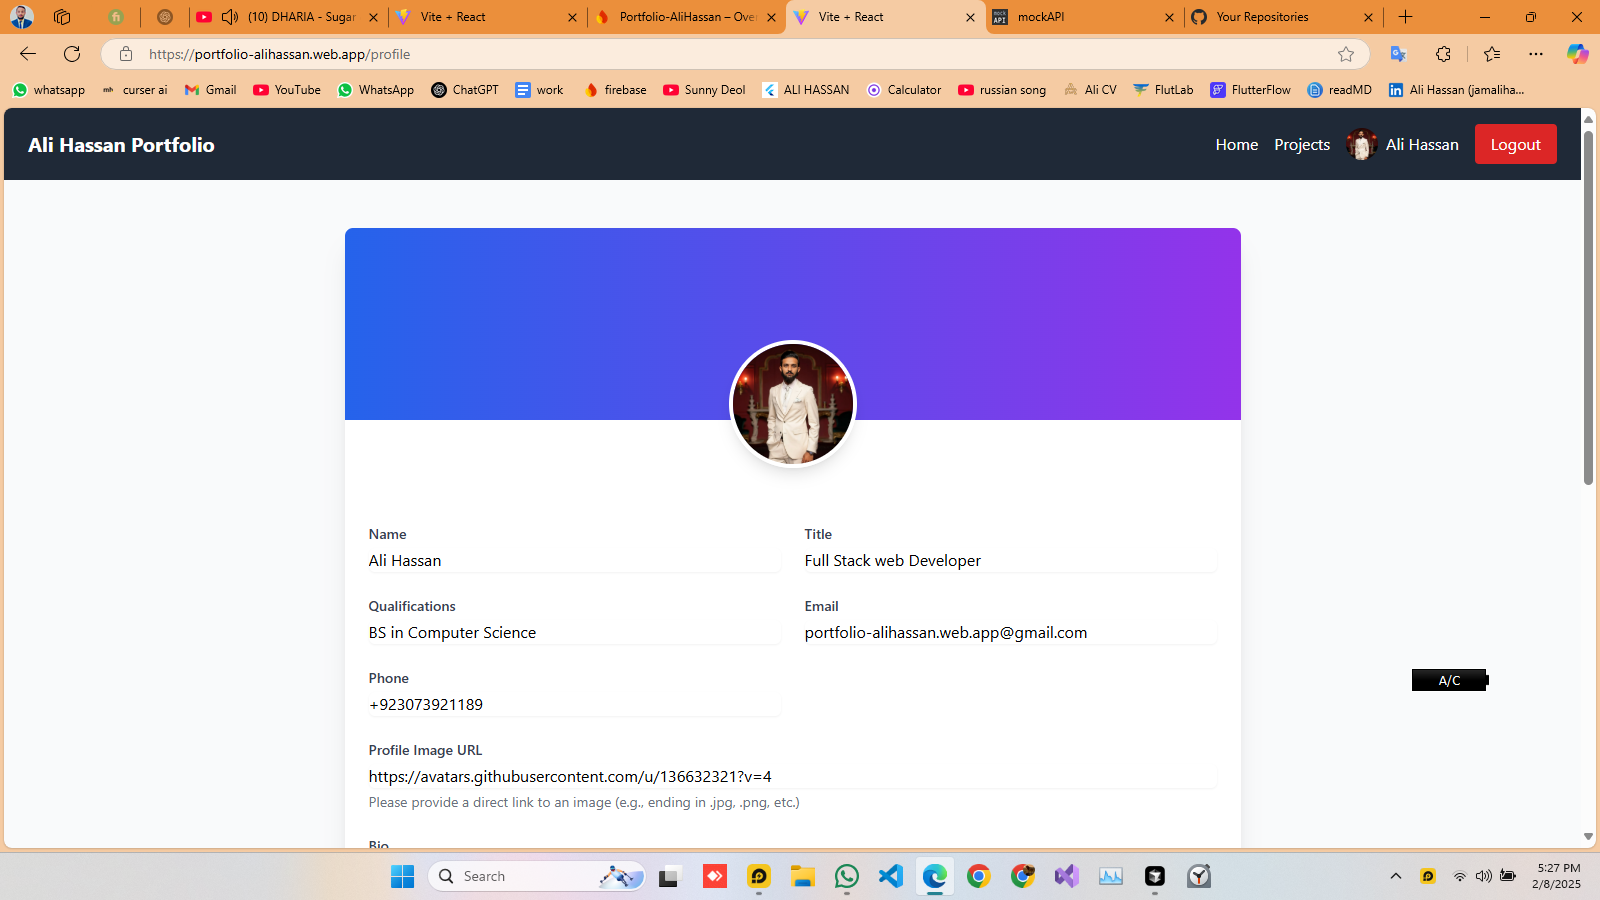 (10) DHARIA - Sugar
Vite + React
Portfolio-AliHassan – Over
Vite + React
mock API
mockAPI
Your Repositories
https://portfolio-alihassan.web.app/profile
whatsapp
mh curser ai
Gmail
YouTube
WhatsApp
ChatGPT
work
firebase
Sunny Deol
ALI HASSAN
Calculator
russian song
Ali CV
FlutLab
FlutterFlow
readMD
Ali Hassan (jamaliha...
Ali Hassan Portfolio
Home
Projects
Ali Hassan
Logout
Name
Ali Hassan
Title
Full Stack web Developer
Qualifications
BS in Computer Science
Email
portfolio-alihassan.web.app@gmail.com
Phone
+923073921189
A/C
Profile Image URL
https://avatars.githubusercontent.com/u/136632321?v=4
Please provide a direct link to an image (e.g., ending in .jpg, .png, etc.)
Bio
Search
5:27 PM
2/8/2025